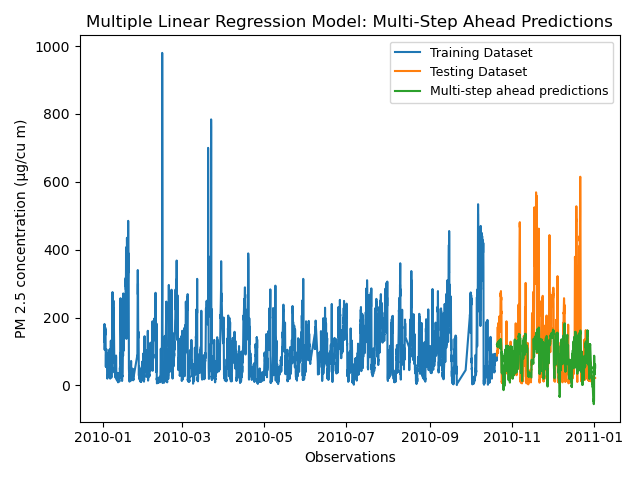 Multiple Linear Regression Model: Multi-Step Ahead Predictions
1000
800
600
400
200
0
PM 2.5 concentration (µg/cu m)
Training Dataset
Testing Dataset
Multi-step ahead predictions
2010-01 2010-03 2010-05 2010-07 2010-09 2010-11 2011-01
Observations